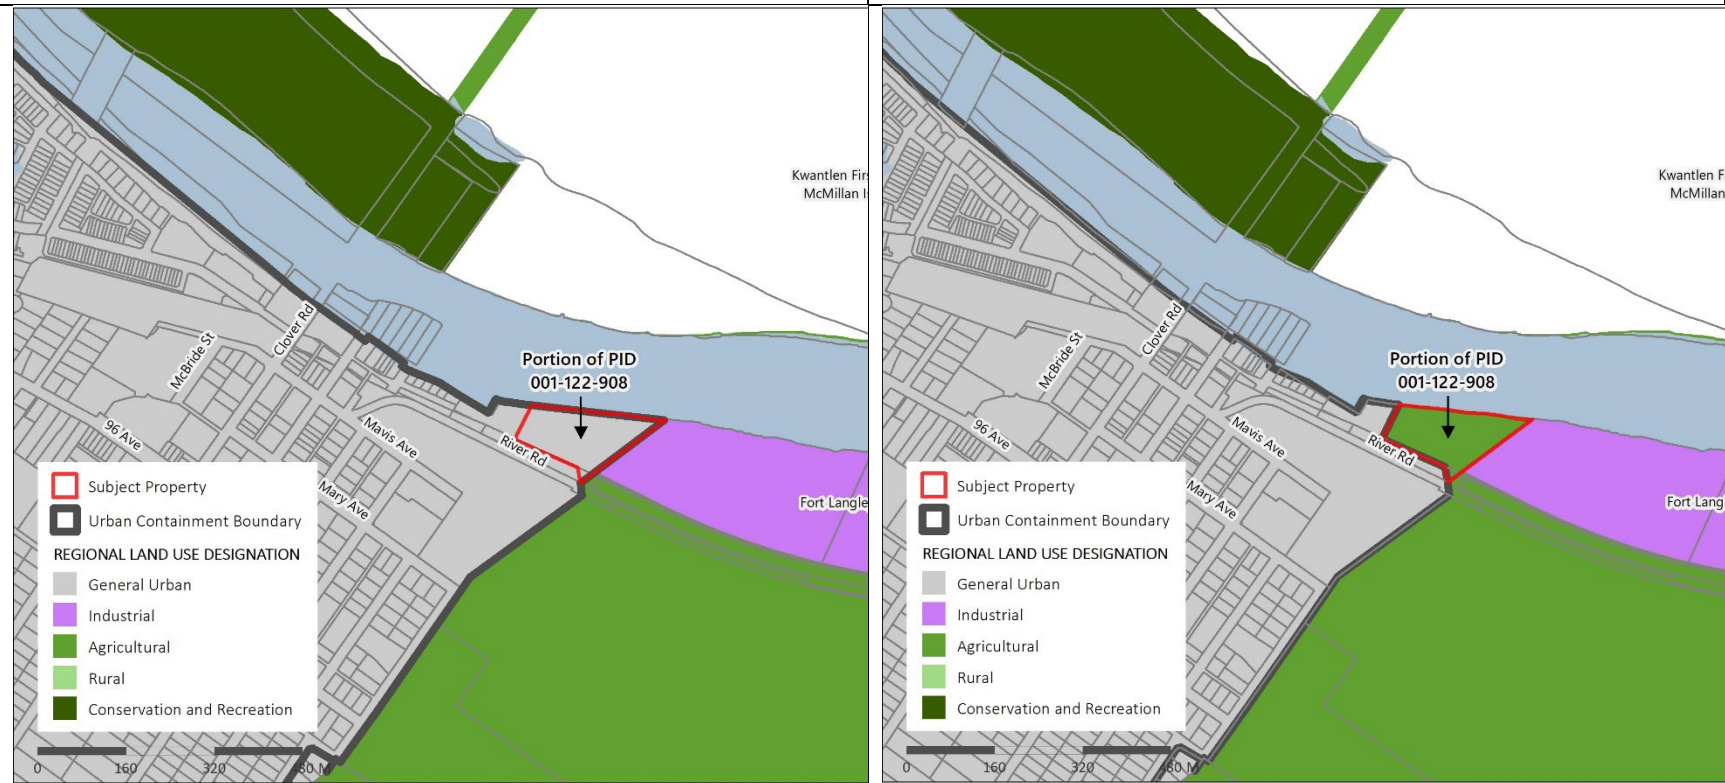 Kwantlen Firs
McMillan I
Clover Rd
McBride St
Portion of PID
001-122-908
96 Ave
Mavis Ave
River Rd
Mary Ave
Fort Langle
Subject Property
Urban Containment Boundary
REGIONAL LAND USE DESIGNATION
General Urban
Industrial
Agricultural
Rural
Conservation and Recreation
0 160 320 480 M
Kwantlen F
McMillan
Clover Rd
McBride St
Portion of PID
001-122-908
96 Ave
Mavis Ave
River Rd
Mary Ave
Fort Lang
Subject Property
Urban Containment Boundary
REGIONAL LAND USE DESIGNATION
General Urban
Industrial
Agricultural
Rural
Conservation and Recreation
0 160 320 480 M